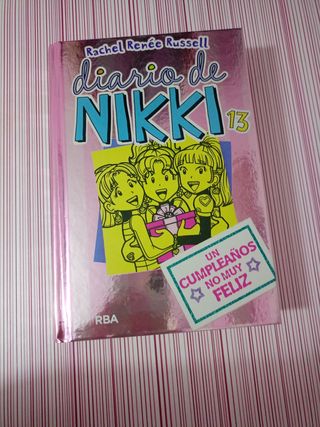 Rachel Renée Russell
diario de
NIKKI 13
UN
CUMPLEAÑOS
NO MUY
FELIZ
RBA